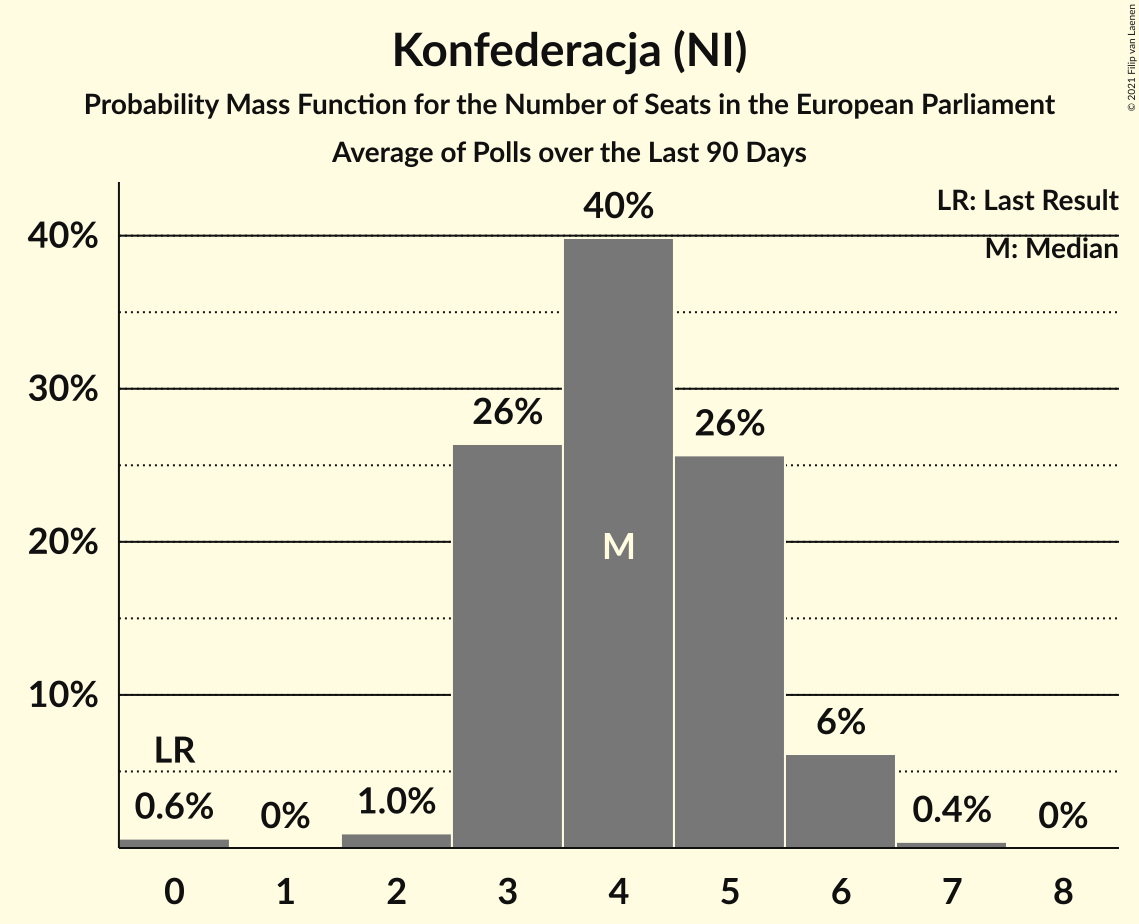 Konfederacja (NI)
Probability Mass Function for the Number of Seats in the European Parliament
Average of Polls over the Last 90 Days
© 2021 Filip van Laenen
LR: Last Result
M: Median
40%
30%
20%
10%
LR
0.6%
0%
1.0%
26%
40%
M
26%
6%
0.4%
0%
0 1 2 3 4 5 6 7 8